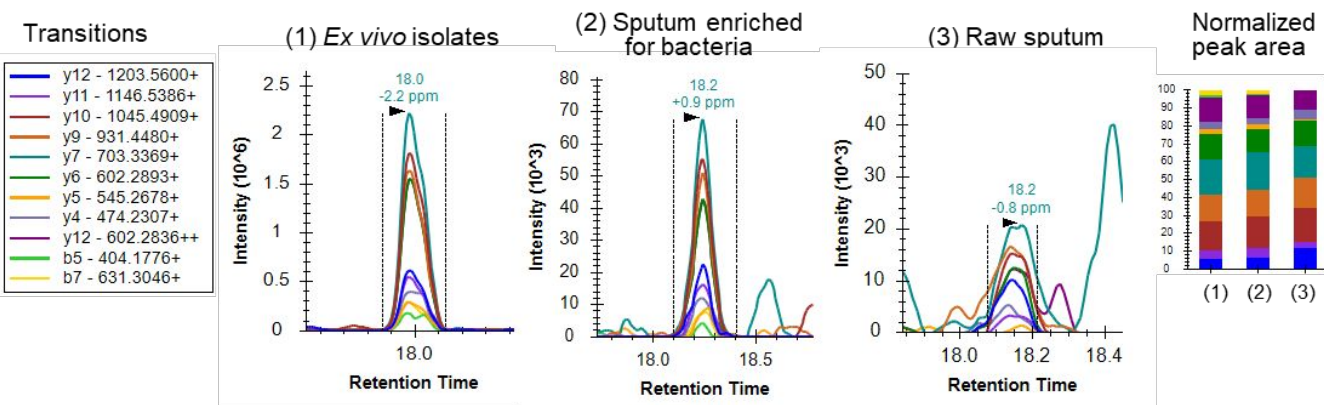 Transitions
y12 - 1203.5600+
y11 - 1146.5386+
y10 - 1045.4909+
y9 - 931.4480+
y7 - 703.3369+
y6 - 602.2893+
y5 - 545.2678+
y4 - 474.2307+
y12 - 602.2836++
b5 - 404.1776+
b7 - 631.3046+
(1) Ex vivo isolates
Intensity (10^6)
2.5
2
1.5
1
0.5
0
18.0
-2.2 ppm
18.0
Retention Time
(2) Sputum enriched
for bacteria
Intensity (10^3)
80
70
60
50
40
30
20
10
0
18.2
+0.9 ppm
18.0 18.5
Retention Time
(3) Raw sputum
Intensity (10^3)
50
40
30
20
10
0
18.2
-0.8 ppm
18.0 18.2 18.4
Retention Time
Normalized
peak area
100
90
80
70
60
50
40
30
20
10
0
(1) (2) (3)